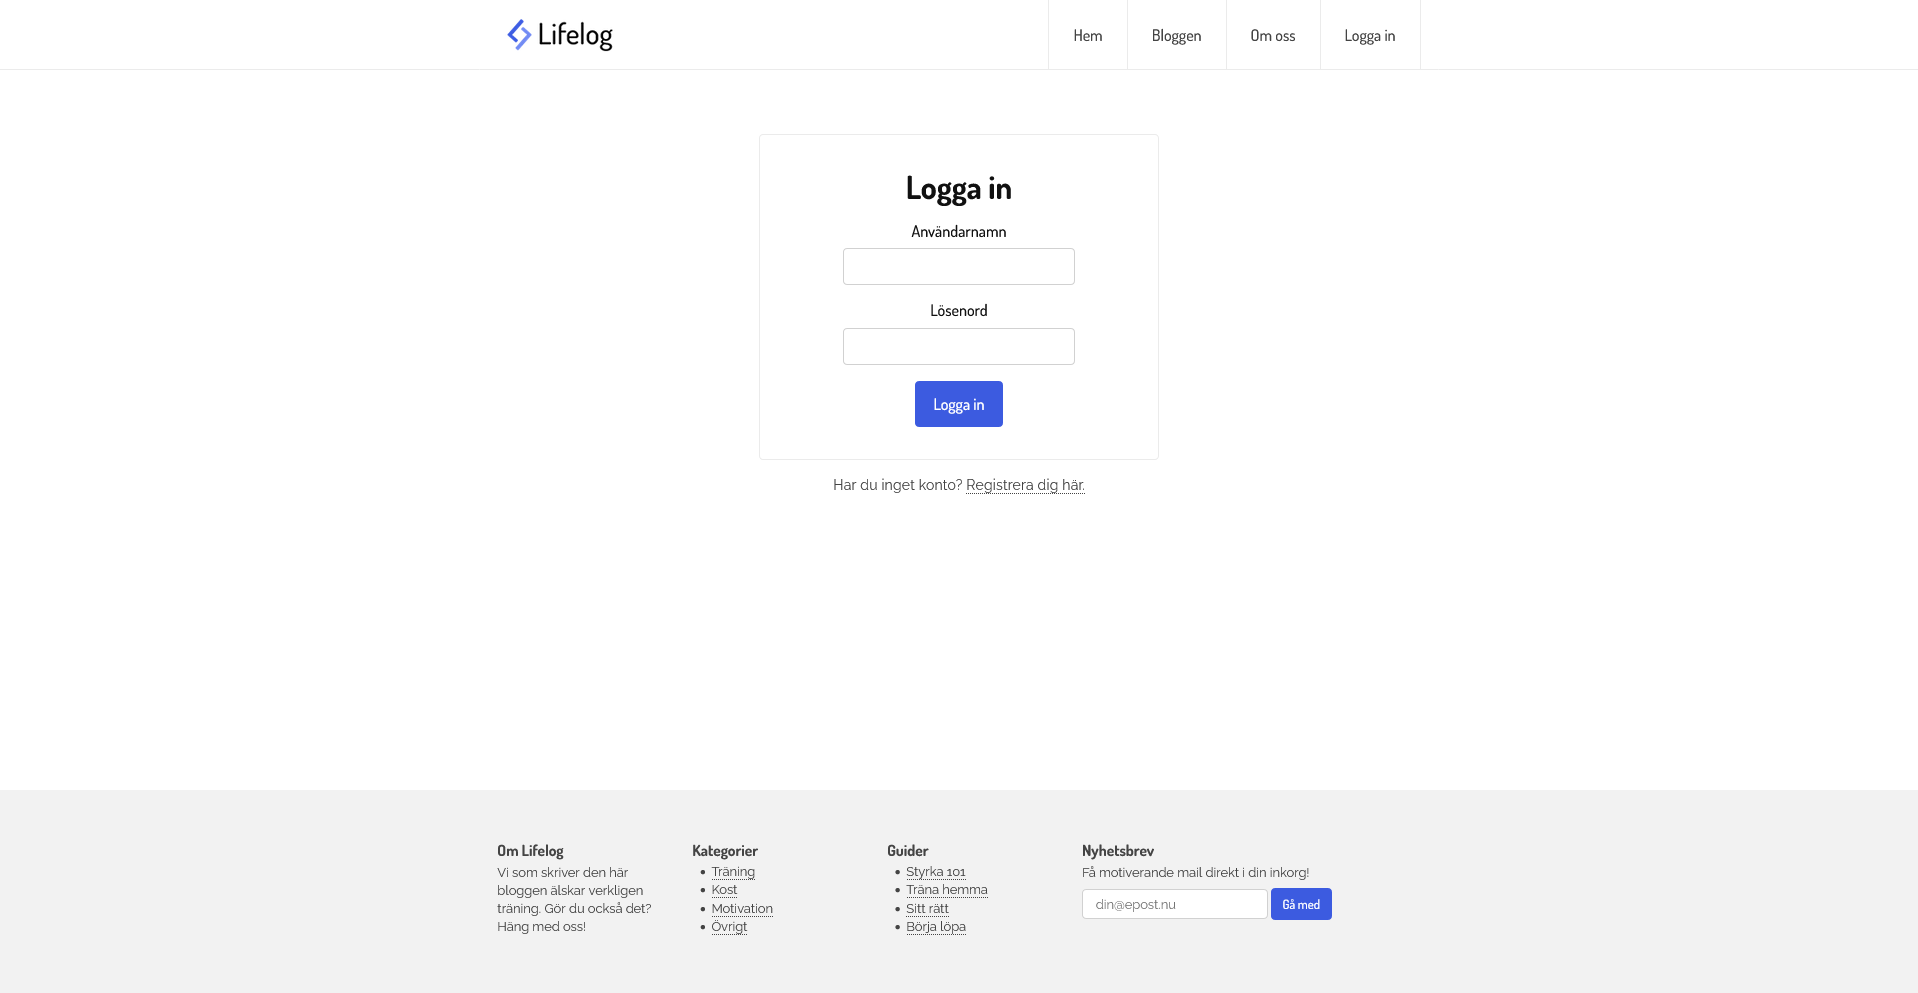 Lifelog
Hem
Bloggen
Om oss
Logga in
Logga in
Användarnamn
Lösenord
Logga in
Har du inget konto? Registrera dig här.
Om Lifelog
Vi som skriver den här
bloggen älskar verkligen
träning. Gör du också det?
Häng med oss!
Kategorier
Träning
Kost
Motivation
Övrigt
Guider
Styrka 101
Träna hemma
Sitt rätt
Börja löpa
Nyhetsbrev
Få motiverande mail direkt i din inkorg!
din@epost.nu
Gå med